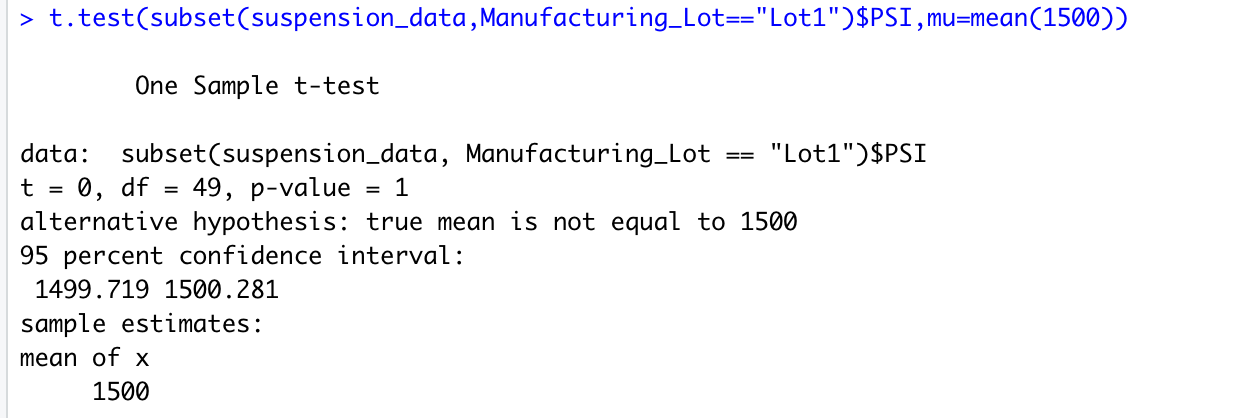 > t.test(subset(suspension_data,Manufacturing_Lot=="Lot1")$PSI,mu=mean(1500))
One Sample t-test
data:  subset(suspension_data, Manufacturing_Lot == "Lot1")$PSI
t = 0, df = 49, p-value = 1
alternative hypothesis: true mean is not equal to 1500
95 percent confidence interval:
1499.719 1500.281
sample estimates:
mean of x
1500